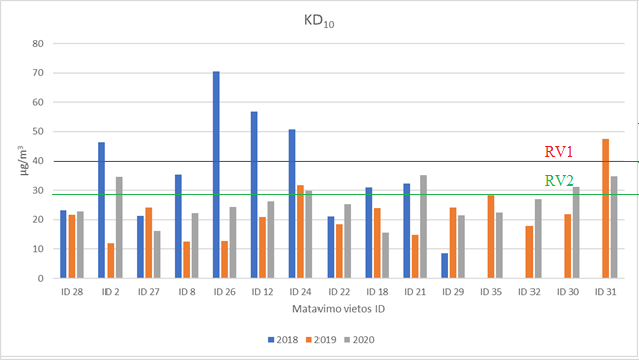 KD10
80
70
60
50
40
30
20
10
0
µg/m³
RV1
RV2
ID 28 ID 2 ID 27 ID 8 ID 26 ID 12 ID 24 ID 22 ID 18 ID 21 ID 29 ID 35 ID 32 ID 30 ID 31
Matavimo vietos ID
2018 2019 2020